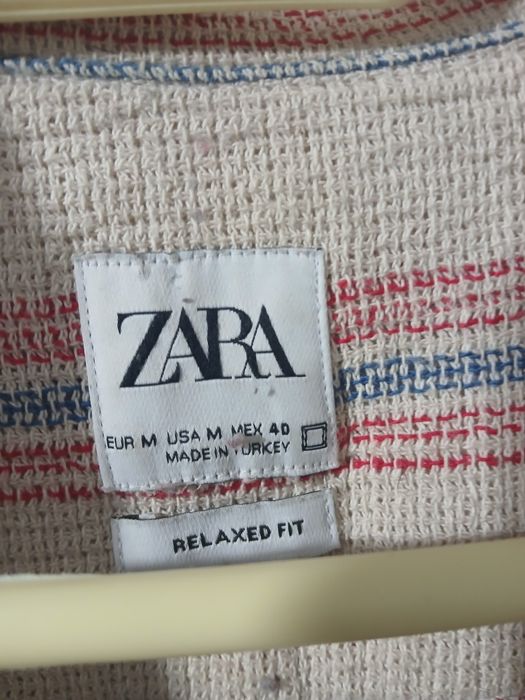 ZARA
EUR M USA M MEX 40
MADE IN TURKEY
RELAXED FIT